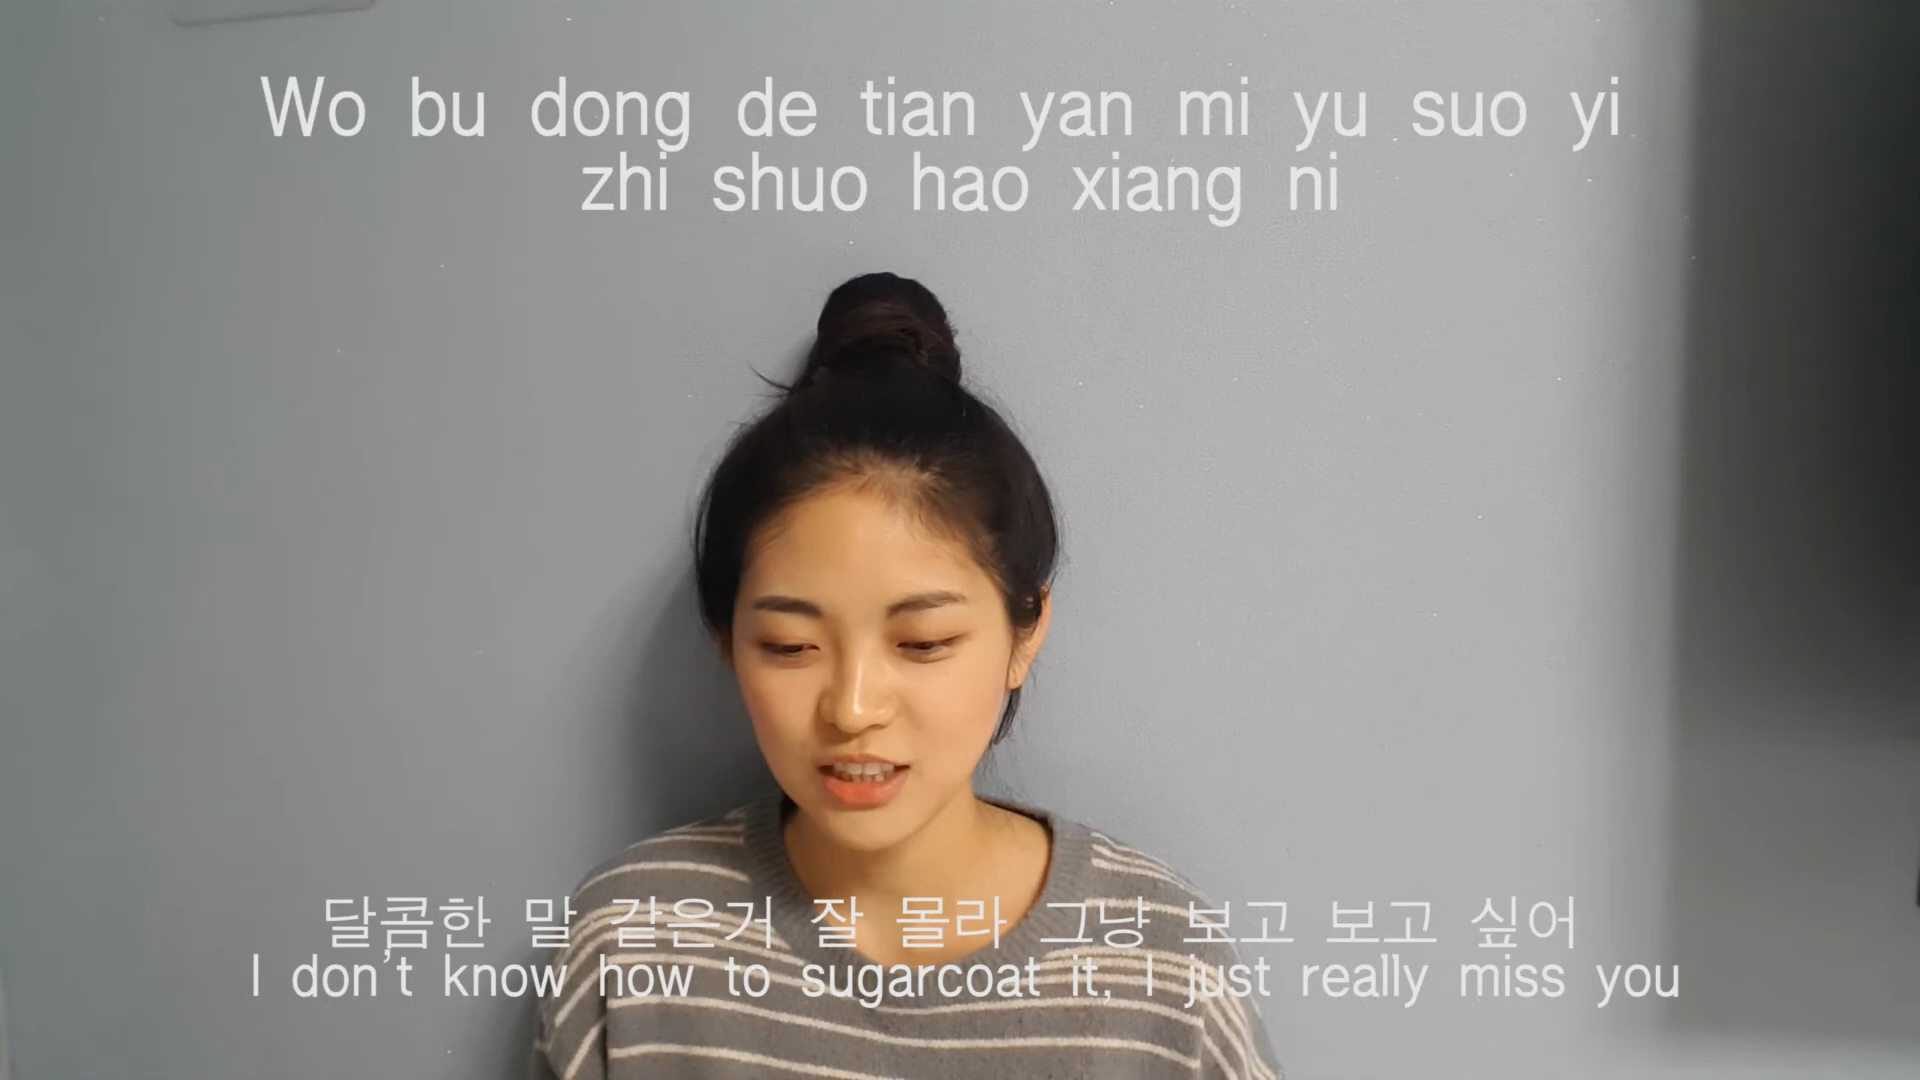 Wo bu dong de tian yan mi yu suo yi
zhi shuo hao xiang ni
달콤한 말 같은거 잘 몰라 그냥 보고 보고 싶어
I don't know how to sugarcoat it, I just really miss you